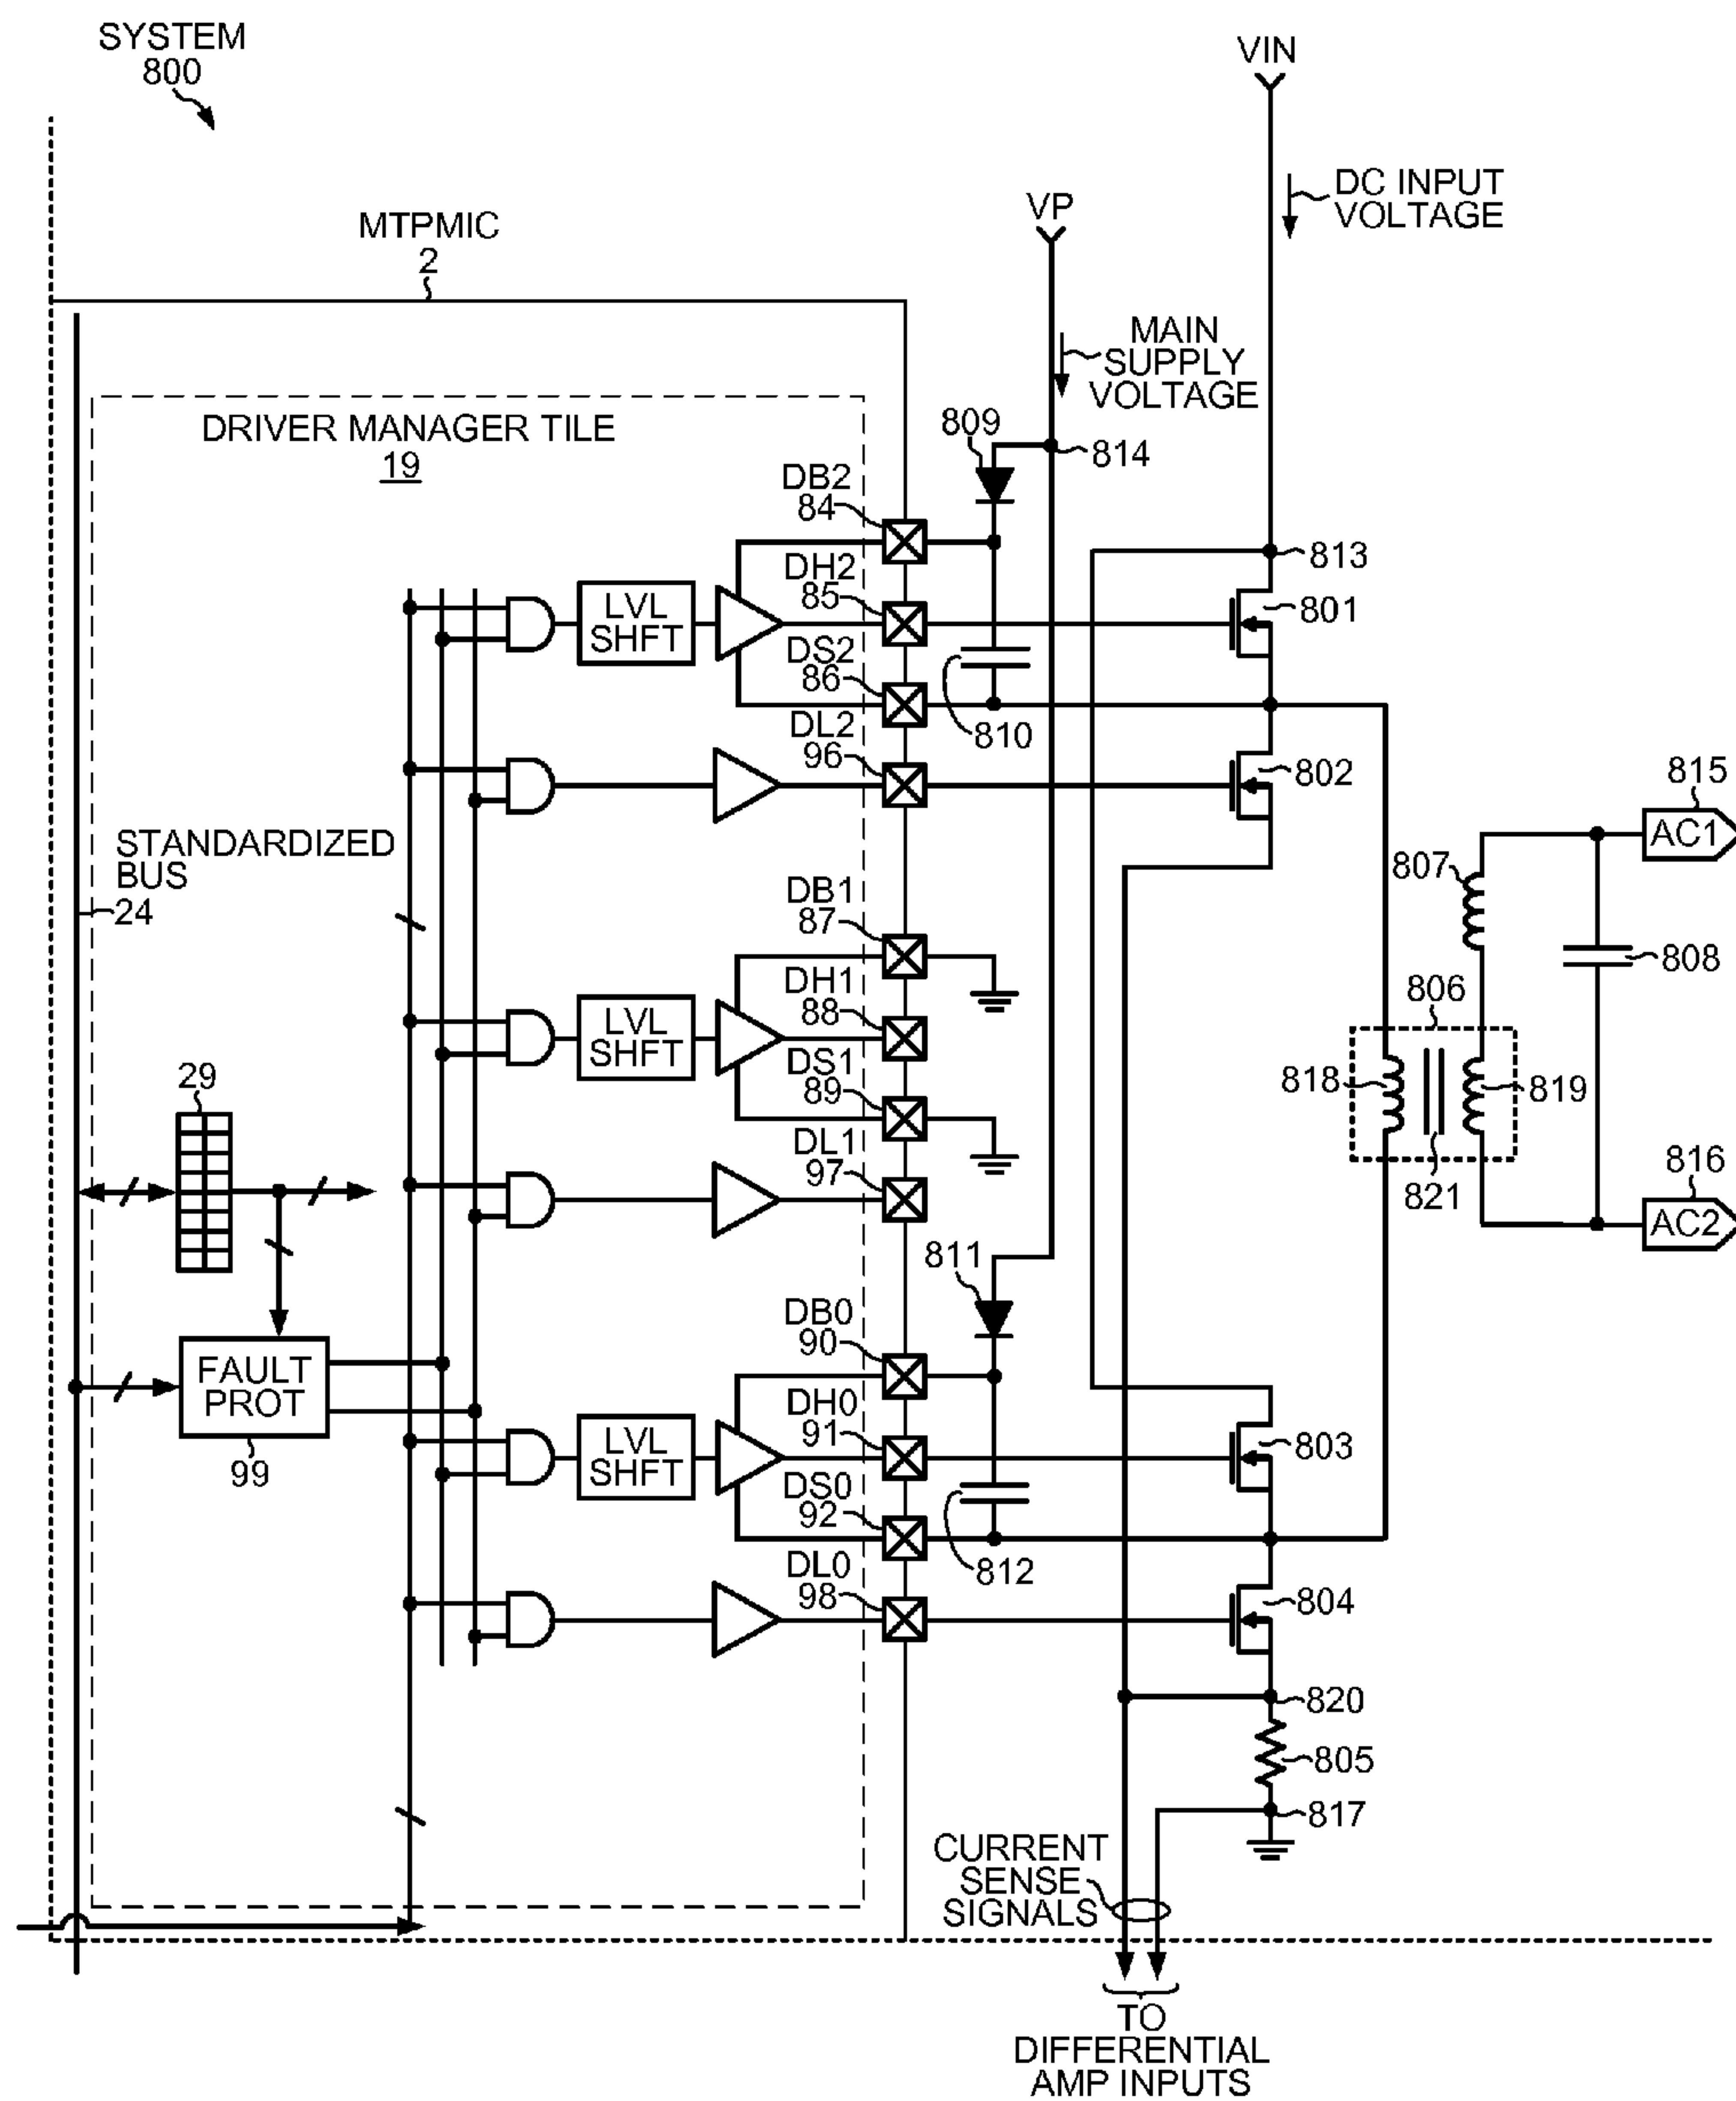 SYSTEM
800
VIN
DC INPUT
VOLTAGE
VP
MTPMIC
2
MAIN
SUPPLY
VOLTAGE
DRIVER MANAGER TILE
19
809
814
DB2
84
813
DH2
85
LVL
SHFT
801
DS2
86
810
DL2
96
802
815
AC1
STANDARDIZED
BUS
24
807
DB1
87
808
DH1
88
806
LVL
SHFT
DS1
89
29
818
819
DL1
97
821
816
AC2
811
DB0
90
FAULT
PROT
99
DH0
91
LVL
SHFT
803
DS0
92
812
DL0
98
804
820
805
817
CURRENT
SENSE
SIGNALS
TO
DIFFERENTIAL
AMP INPUTS